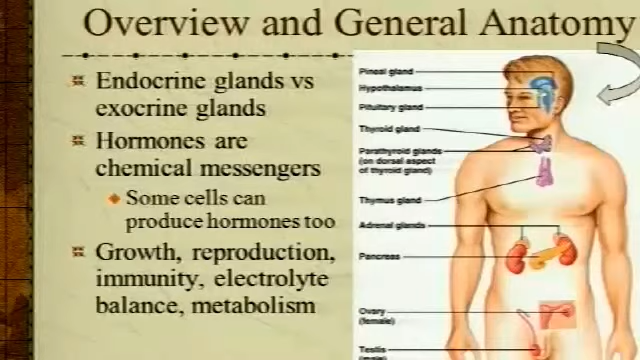 Overview and General Anatomy
Endocrine glands vs
exocrine glands
Hormones are
chemical messengers
Some cells can
produce hormones too
Growth, reproduction,
immunity, electrolyte
balance, metabolism
Pineal gland
Hypothalamus
Pituitary gland
Thyroid gland
Parathyroid glands
(on dorsal aspect
of thyroid gland)
Thymus gland
Adrenal glands
Pancreas
Ovary
(female)
Testis
(male)